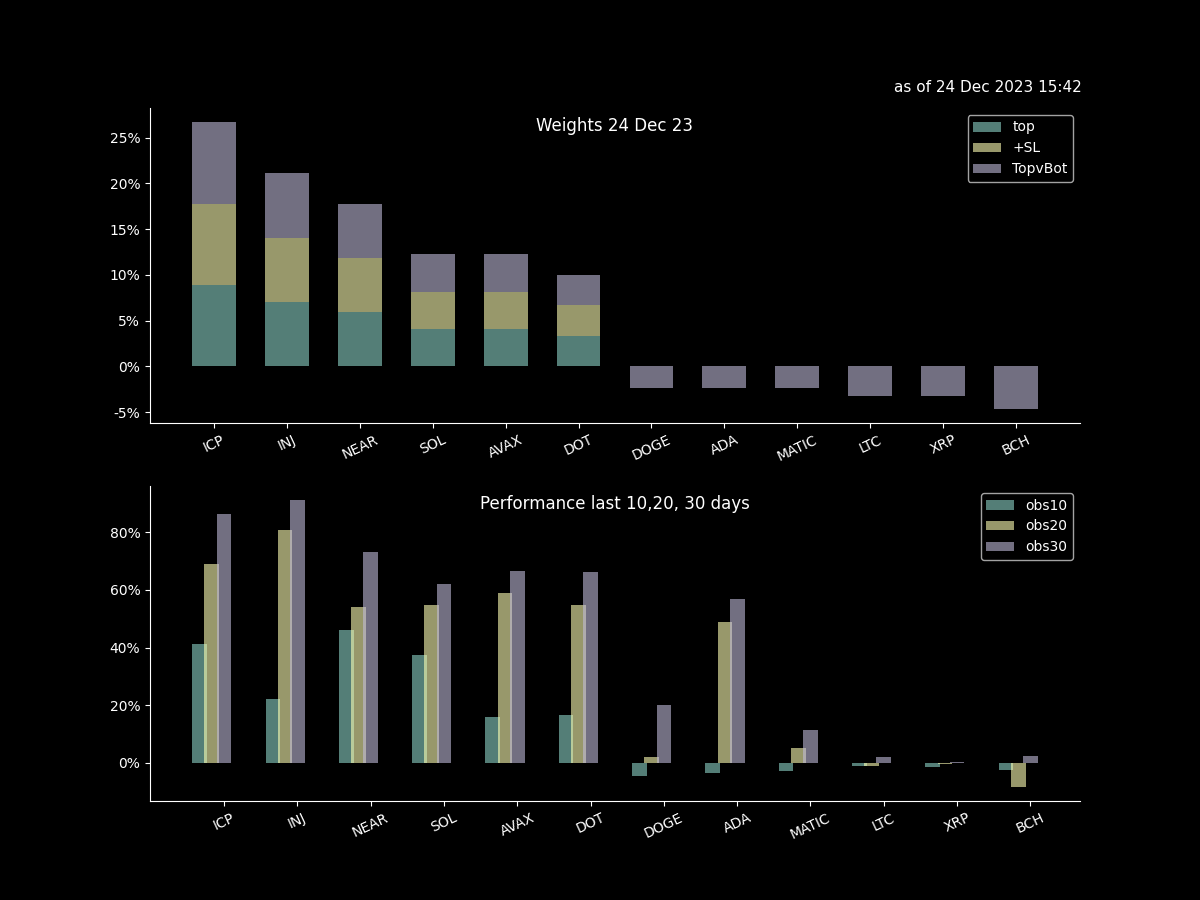 as of 24 Dec 2023 15:42
Weights 24 Dec 23
top
+SL
TopvBot
25%
20%
15%
10%
5%
0%
-5%
ICP INJ NEAR SOL AVAX DOT DOGE ADA MATIC LTC XRP BCH
Performance last 10,20, 30 days
obs10
obs20
obs30
80%
60%
40%
20%
0%
ICP INJ NEAR SOL AVAX DOT DOGE ADA MATIC LTC XRP BCH